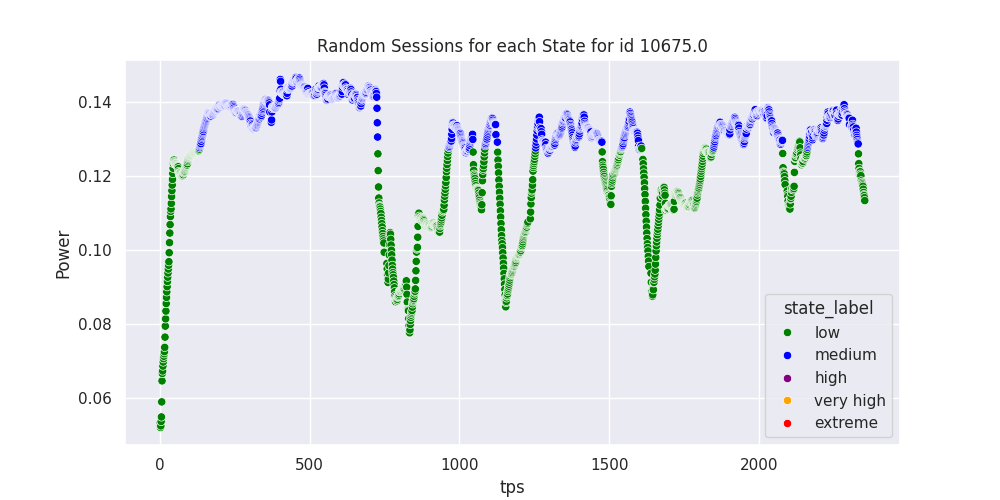 Random Sessions for each State for id 10675.0
Power
0.14
0.12
0.10
0.08
0.06
0
500
1000
1500
2000
tps
state_label
low
medium
high
very high
extreme